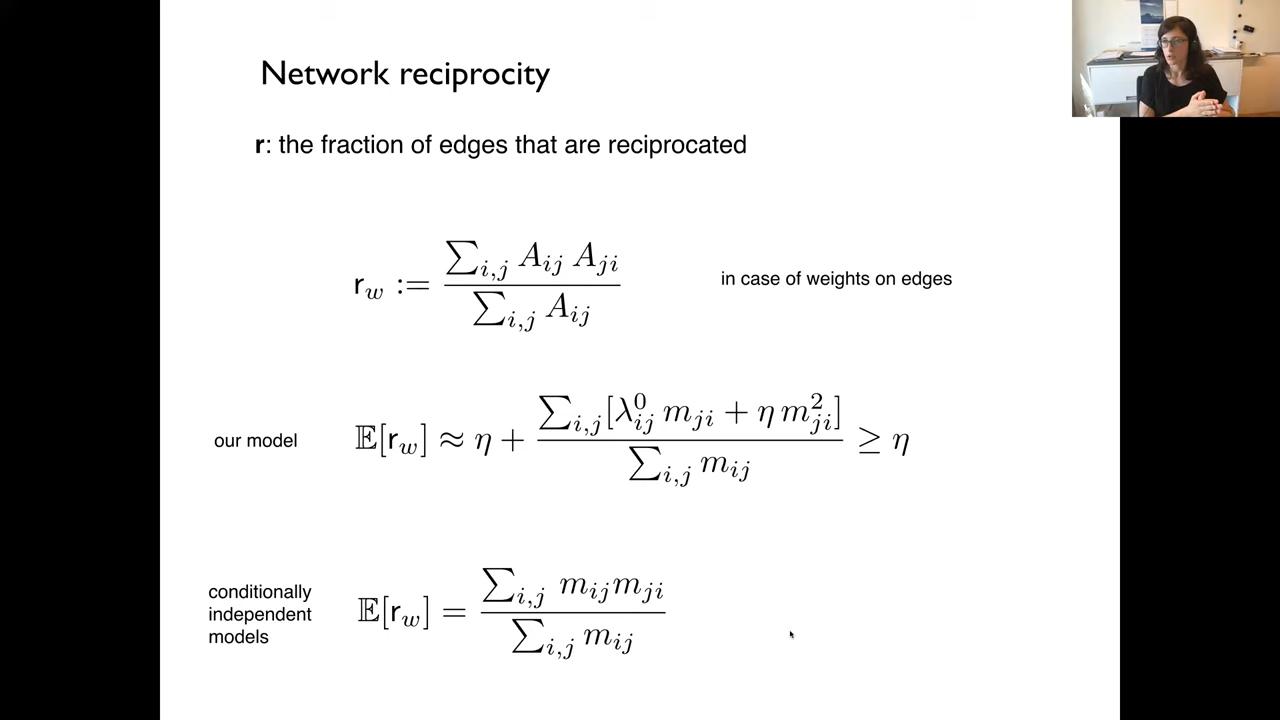 Network reciprocity
r: the fraction of edges that are reciprocated
r_w := \frac{\sum_{i,j} A_{ij} A_{ji}}{\sum_{i,j} A_{ij}}
in case of weights on edges
our model
\mathbb{E}[r_w] \approx \eta + \frac{\sum_{i,j}[\lambda^0_{ij} m_{ji} + \eta m^2_{ji}]}{\sum_{i,j} m_{ij}} \geq \eta
conditionally
independent
models
\mathbb{E}[r_w] = \frac{\sum_{i,j} m_{ij} m_{ji}}{\sum_{i,j} m_{ij}}